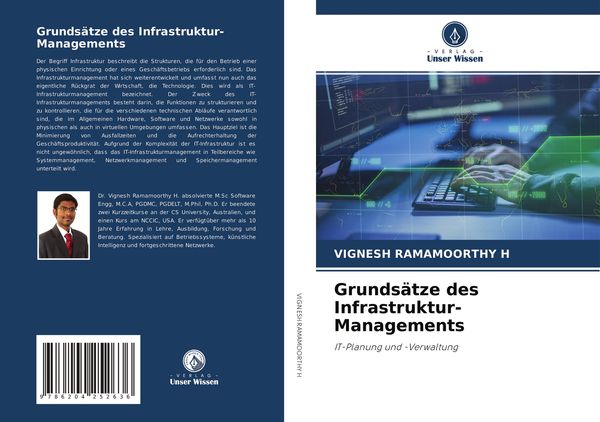 Grundsätze des Infrastruktur-
Managements
Der Begriff Infrastruktur beschreibt die Strukturen, die für den Betrieb einer
physischen Einrichtung oder eines Geschäftsbetriebs erforderlich sind. Das
Infrastrukturmanagement hat sich weiterentwickelt und umfasst nun auch das
eigentliche Rückgrat der Wirtschaft, die Technologie. Dies wird als IT-
Infrastrukturmanagement bezeichnet. Der Zweck des IT-
Infrastrukturmanagements besteht darin, die Funktionen zu strukturieren und
zu kontrollieren, die für die verschiedenen technischen Abläufe verantwortlich
sind, die im Allgemeinen Hardware, Software und Netzwerke sowohl in
physischen als auch in virtuellen Umgebungen umfassen. Das Hauptziel ist die
Minimierung von Ausfallzeiten und die Aufrechterhaltung der
Geschäftsproduktivität. Aufgrund der Komplexität der IT-Infrastruktur ist es
nicht ungewöhnlich, dass das IT-Infrastrukturmanagement in Teilbereiche wie
Systemmanagement, Netzwerkmanagement und Speichermanagement
unterteilt wird.
Dr. Vignesh Ramamoorthy H. absolvierte M.Sc Software
Engg, M.C.A, PGDMC, PGDELT, M.Phil, Ph.D. Er beendete
zwei Kurzzeitkurse an der CS University, Australien, und
einen Kurs am NCCIC, USA. Er verfügtüber mehr als 10
Jahre Erfahrung in Lehre, Ausbildung, Forschung und
Beratung. Spezialisiert auf Betriebssysteme, künstliche
Intelligenz und fortgeschrittene Netzwerke.
9 786204 252636
VERLAG
Unser Wissen
VIGNESH RAMAMOORTHY H
VERLAG
Unser Wissen
VIGNESH RAMAMOORTHY H
Grundsätze des
Infrastruktur-
Managements
IT-Planung und -Verwaltung